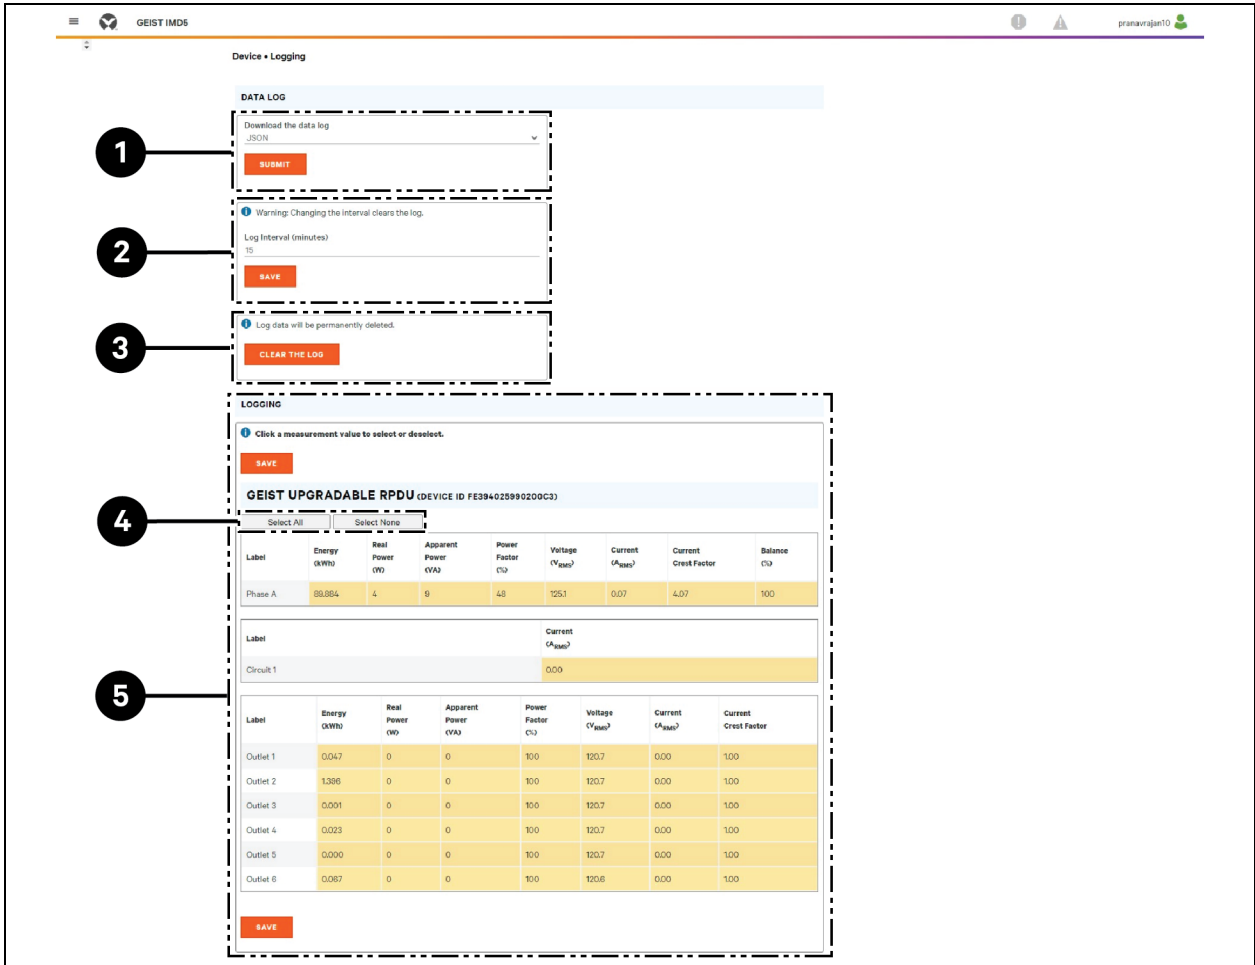 GEIST IMD5
pranavrajan10
Device • Logging
DATA LOG
1
Download the data log
JSON
SUBMIT
2
Warning: Changing the interval clears the log.
Log Interval (minutes)
15
SAVE
3
Log data will be permanently deleted.
CLEAR THE LOG
LOGGING
Click a measurement value to select or deselect.
SAVE
GEIST UPGRADABLE RPDU (DEVICE ID FE394025990200C3)
4
Select All Select None
Label Energy (kWh) Real Power (W) Apparent Power (VA) Power Factor (%) Voltage (VRMS) Current (ARMS) Current Crest Factor Balance (%)
Phase A 89.884 4 9 48 125.1 0.07 4.07 100
Label Current (ARMS)
Circuit 1 0.00
5
Label Energy (kWh) Real Power (W) Apparent Power (VA) Power Factor (%) Voltage (VRMS) Current (ARMS) Current Crest Factor
Outlet 1 0.047 0 0 100 120.7 0.00 1.00
Outlet 2 1.396 0 0 100 120.7 0.00 1.00
Outlet 3 0.001 0 0 100 120.7 0.00 1.00
Outlet 4 0.023 0 0 100 120.7 0.00 1.00
Outlet 5 0.000 0 0 100 120.7 0.00 1.00
Outlet 6 0.067 0 0 100 120.6 0.00 1.00
SAVE